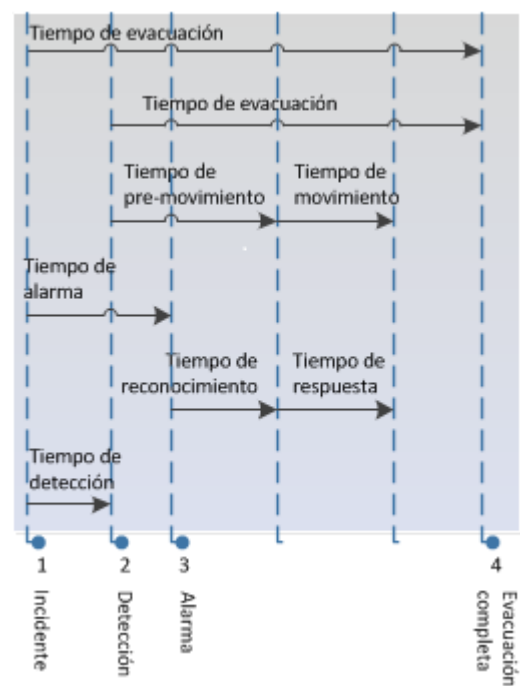 Tiempo de evacuación
Tiempo de evacuación
Tiempo de
pre-movimiento
Tiempo de
movimiento
Tiempo de
alarma
Tiempo de
reconocimiento
Tiempo de
respuesta
Tiempo de
detección
1
2
3
4
Incidente
Detección
Alarma
Evacuación
completa